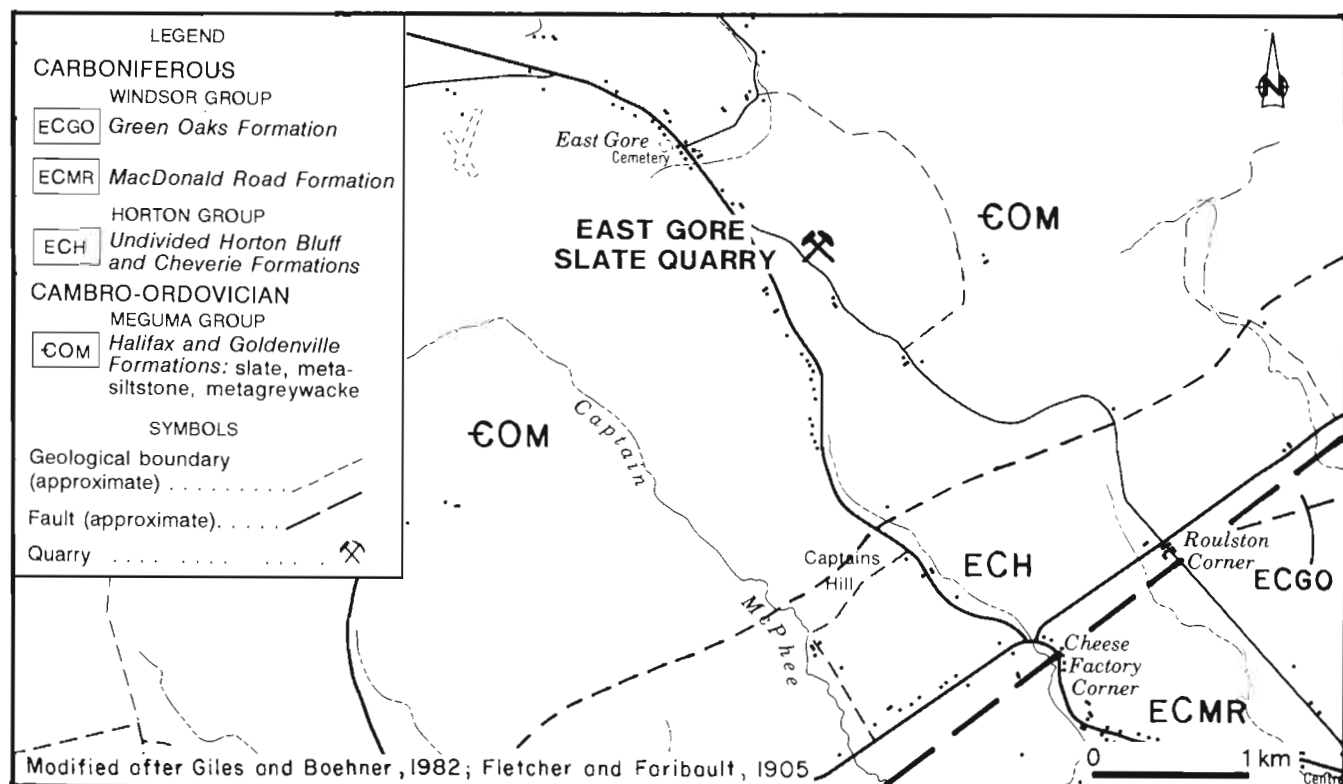 LEGEND
CARBONIFEROUS
WINDSOR GROUP
ECGO Green Oaks Formation
ECMR MacDonald Road Formation
HORTON GROUP
ECH Undivided Horton Bluff
and Cheverie Formations
CAMBRO-ORDOVICIAN
MEGUMA GROUP
ЄOM Halifax and Goldenville
Formations: slate, meta-
siltstone, metagreywacke
SYMBOLS
Geological boundary
(approximate) . . . . . . . . .
Fault (approximate). . . . .
Quarry . . . . . . . . . . . .
N
East Gore
Cemetery
ЄOM
EAST GORE
SLATE QUARRY
ЄOM
Captain
McPhee
Captains
Hill
ECH
Roulston
Corner
ECGO
Cheese
Factory
Corner
ECMR
0 1 km
Modified after Giles and Boehner, 1982; Fletcher and Faribault, 1905